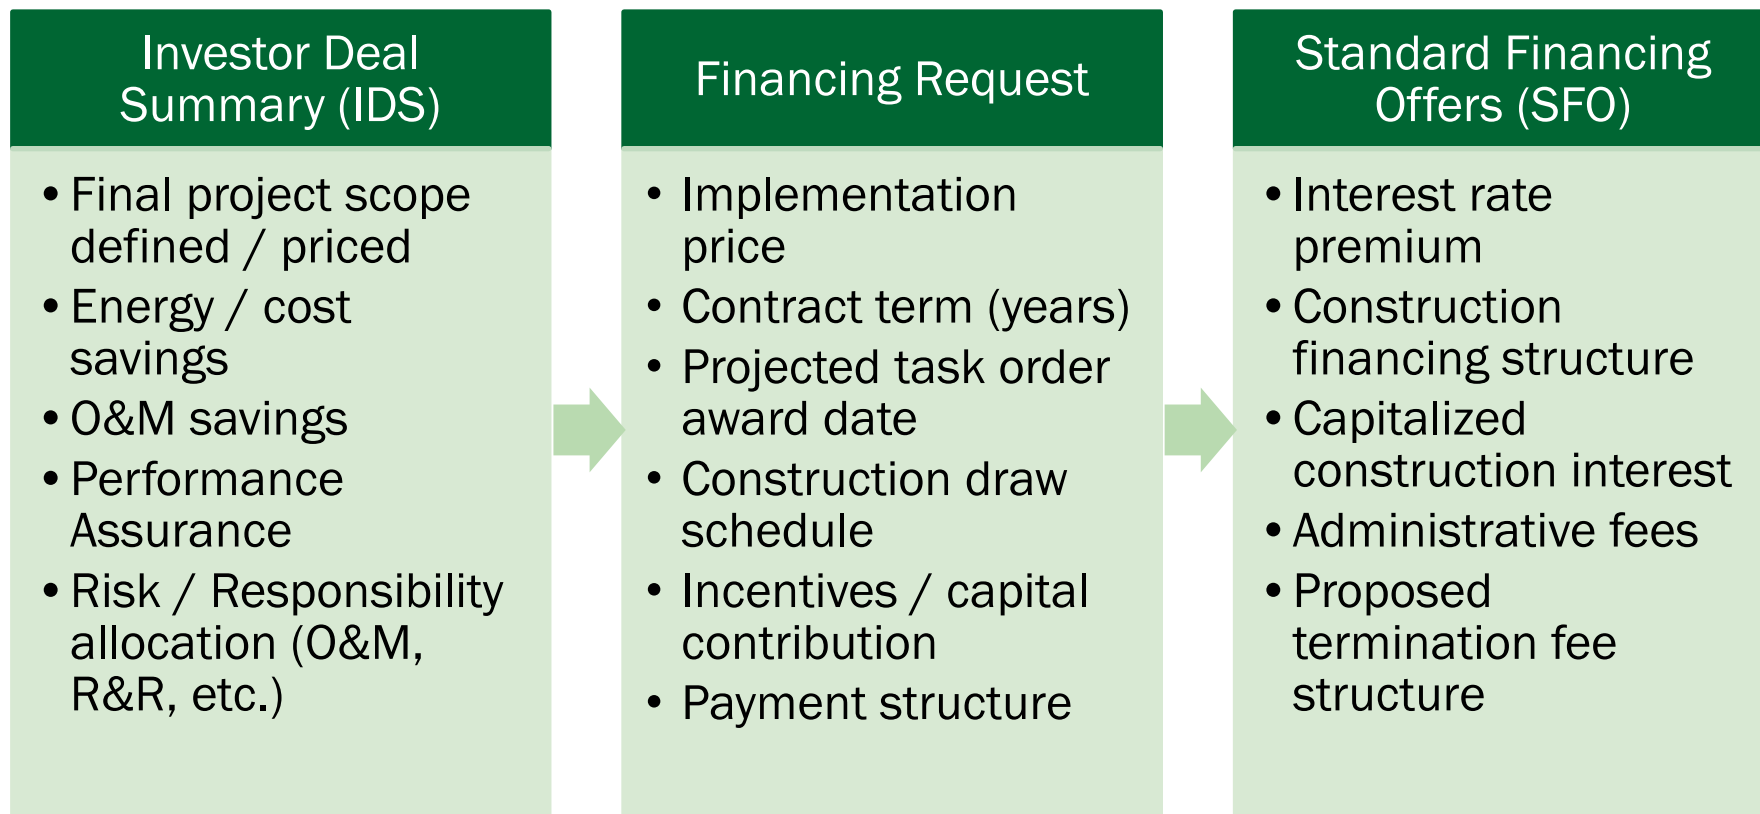 Investor Deal
Summary (IDS)
• Final project scope
defined / priced
• Energy / cost
savings
• O&M savings
• Performance
Assurance
• Risk / Responsibility
allocation (O&M,
R&R, etc.)
Financing Request
• Implementation
price
• Contract term (years)
• Projected task order
award date
• Construction draw
schedule
• Incentives / capital
contribution
• Payment structure
Standard Financing
Offers (SFO)
• Interest rate
premium
• Construction
financing structure
• Capitalized
construction interest
• Administrative fees
• Proposed
termination fee
structure